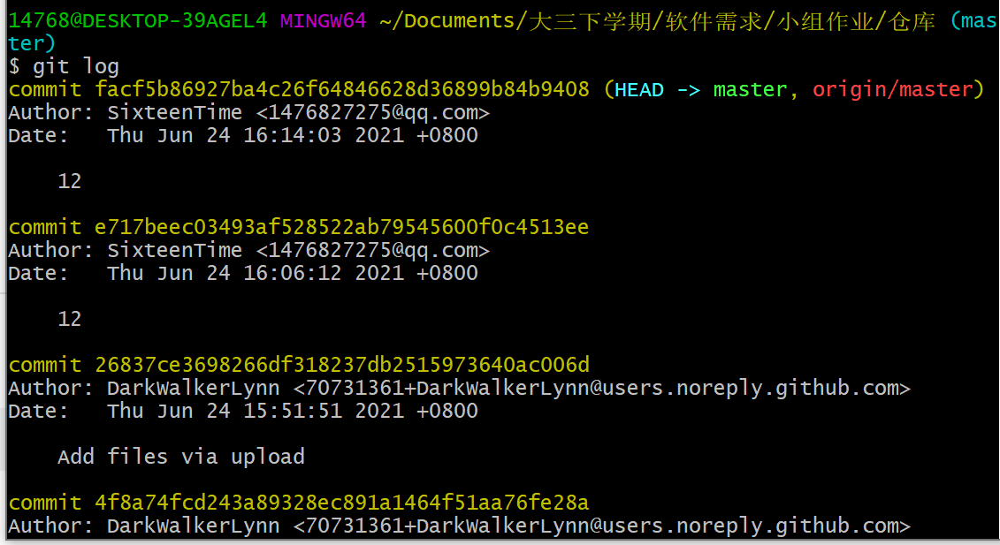 14768@DESKTOP-39AGEL4 MINGW64 ~/Documents/大三下学期/软件需求/小组作业/仓库 (mas
ter)
$ git log
commit facf5b86927ba4c26f64846628d36899b84b9408 (HEAD -> master, origin/master)
Author: SixteenTime <1476827275@qq.com>
Date:   Thu Jun 24 16:14:03 2021 +0800
    12
commit e717beec03493af528522ab79545600f0c4513ee
Author: SixteenTime <1476827275@qq.com>
Date:   Thu Jun 24 16:06:12 2021 +0800
    12
commit 26837ce3698266df318237db2515973640ac006d
Author: DarkWalkerLynn <70731361+DarkWalkerLynn@users.noreply.github.com>
Date:   Thu Jun 24 15:51:51 2021 +0800
    Add files via upload
commit 4f8a74fcd243a89328ec891a1464f51aa76fe28a
Author: DarkWalkerLynn <70731361+DarkWalkerLynn@users.noreply.github.com>